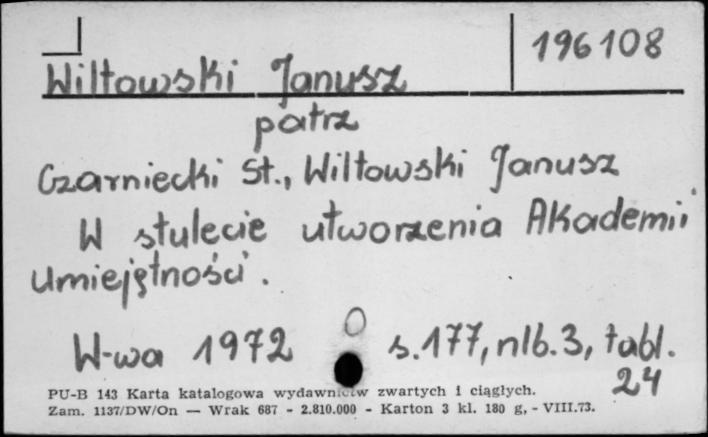 196108
Wiltowski Janusz
patrz
Czarniecki St., Wiltowski Janusz
W stulecie utworzenia Akademii
Umiejętności.
W-wa 1972 s. 177, nlb. 3, tabl.
24
PU-B 143 Karta katalogowa wydawnictw zwartych i ciągłych.
Zam. 1137/DW/On — Wrak 687 - 2.810.000 - Karton 3 kl. 180 g, - VIII.73.